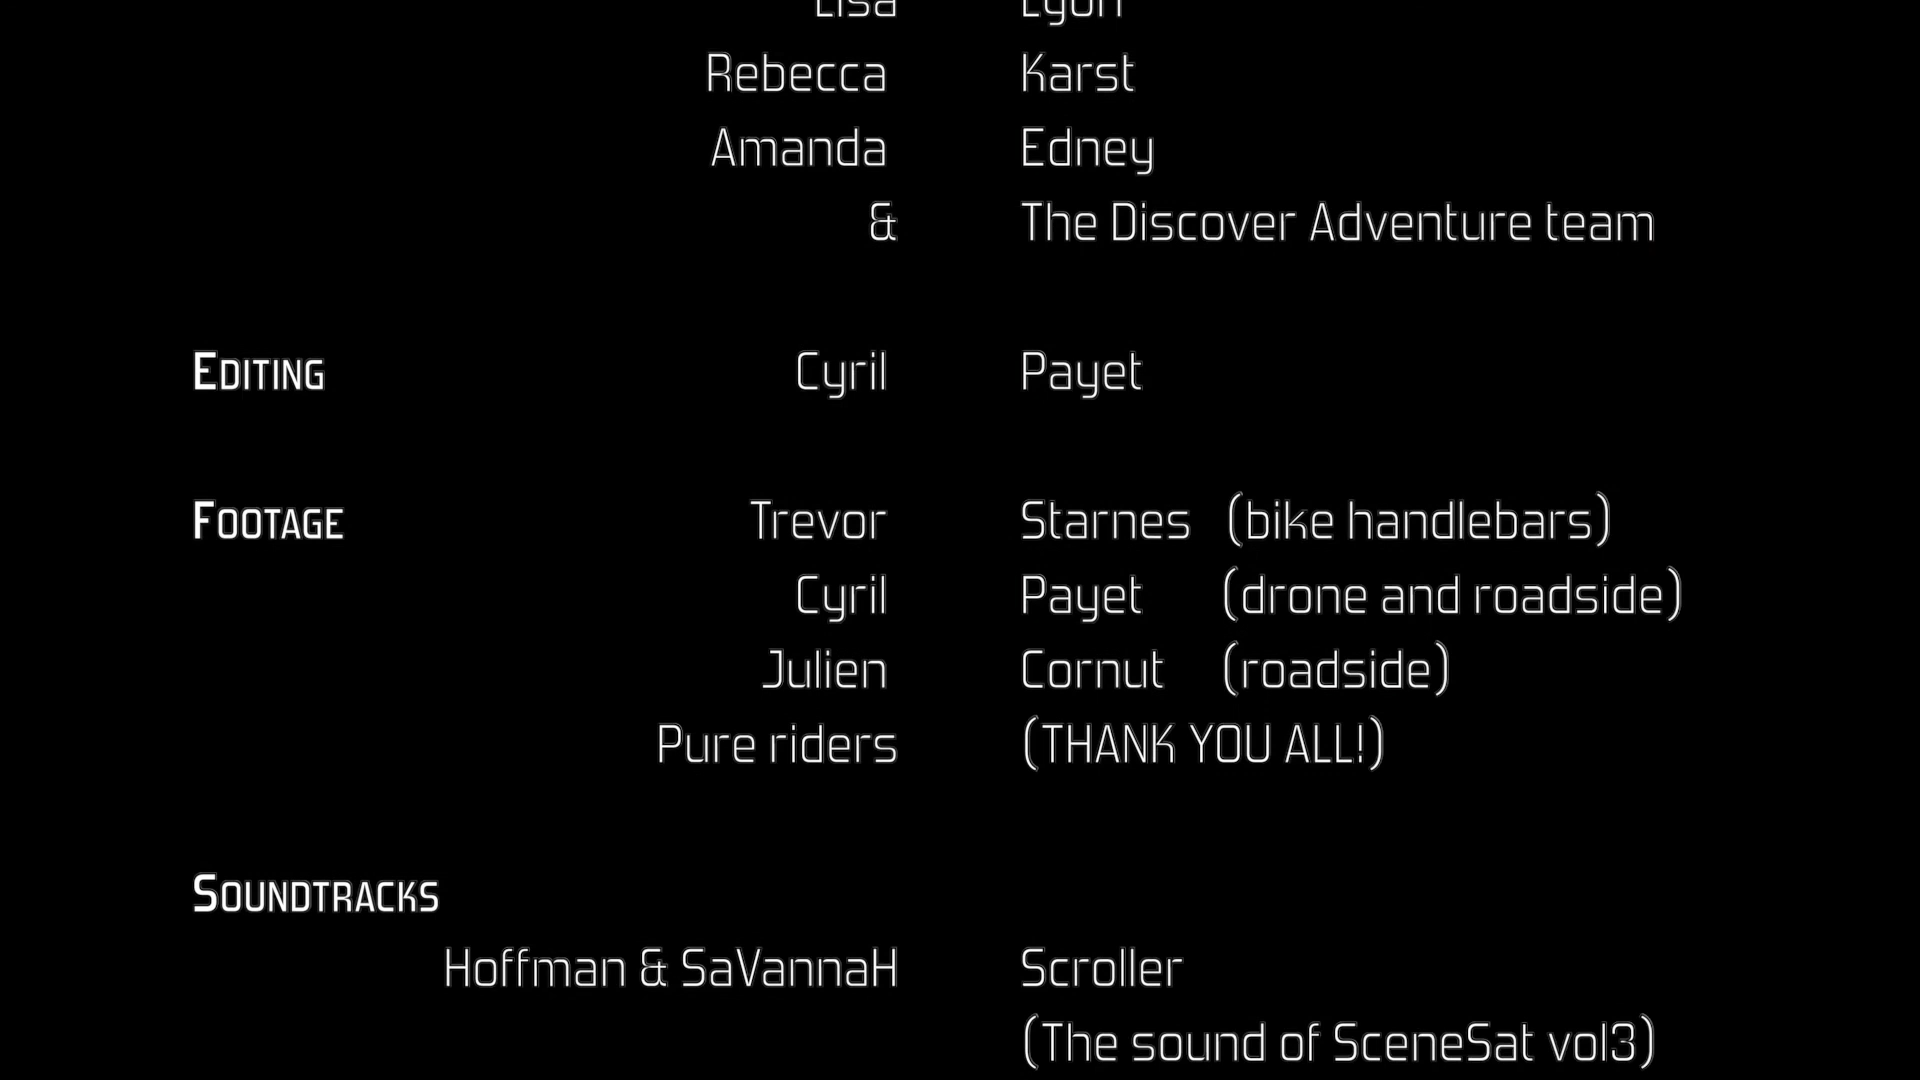 Lisa Lyon
Rebecca Karst
Amanda Edney
& The Discover Adventure team
EDITING Cyril Payet
FOOTAGE Trevor Starnes (bike handlebars)
Cyril Payet (drone and roadside)
Julien Cornut (roadside)
Pure riders (THANK YOU ALL!)
SOUNDTRACKS
Hoffman & SaVannaH Scroller
(The sound of SceneSat vol3)